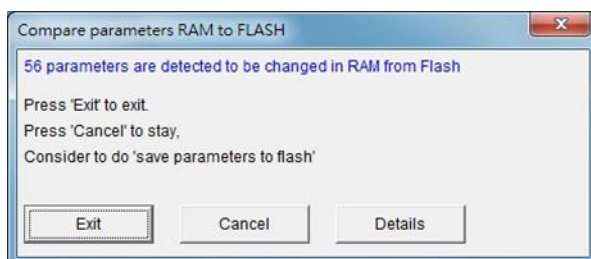 Compare parameters RAM to FLASH
56 parameters are detected to be changed in RAM from Flash
Press 'Exit' to exit.
Press 'Cancel' to stay,
Consider to do 'save parameters to flash'
Exit
Cancel
Details